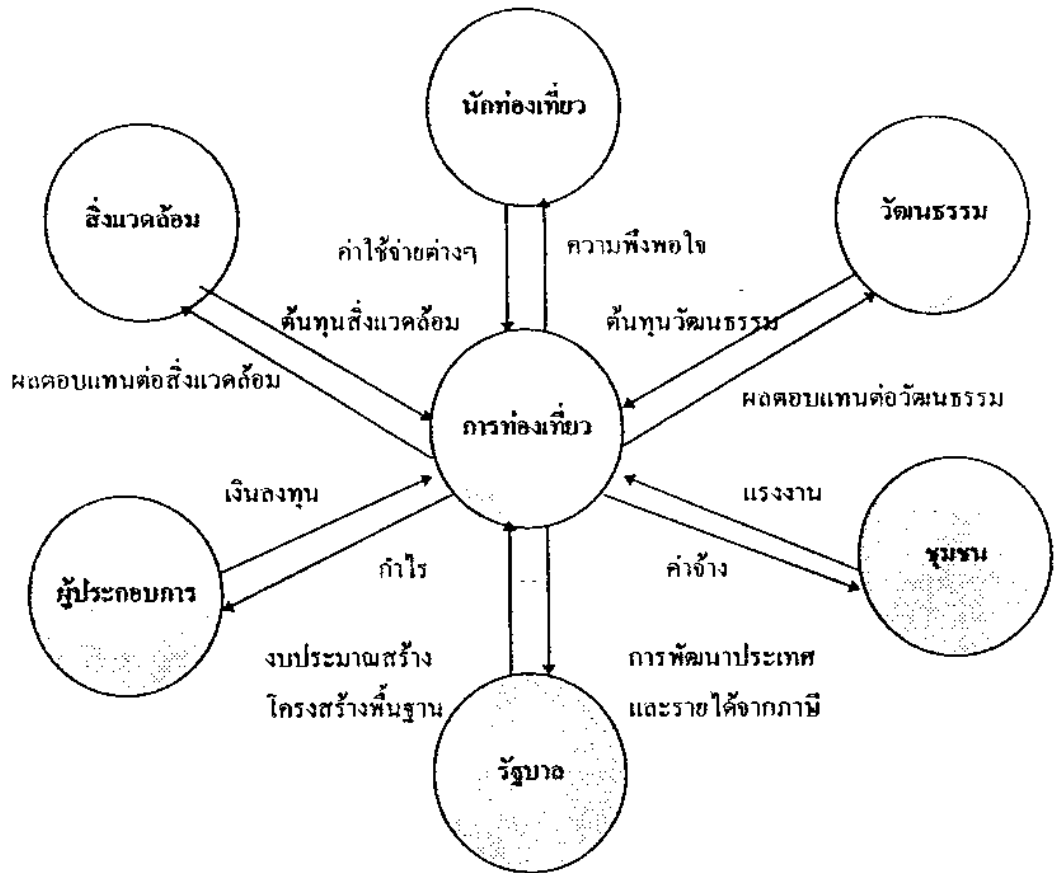 นักท่องเที่ยว
สิ่งแวดล้อม
วัฒนธรรม
ค่าใช้จ่ายต่างๆ
ความพึงพอใจ
ต้นทุนสิ่งแวดล้อม
ต้นทุนวัฒนธรรม
ผลตอบแทนต่อสิ่งแวดล้อม
ผลตอบแทนต่อวัฒนธรรม
การท่องเที่ยว
เงินลงทุน
แรงงาน
ชุมชน
กำไร
ค่าจ้าง
ผู้ประกอบการ
งบประมาณสร้าง
โครงสร้างพื้นฐาน
การพัฒนาประเทศ
และรายได้จากภาษี
รัฐบาล